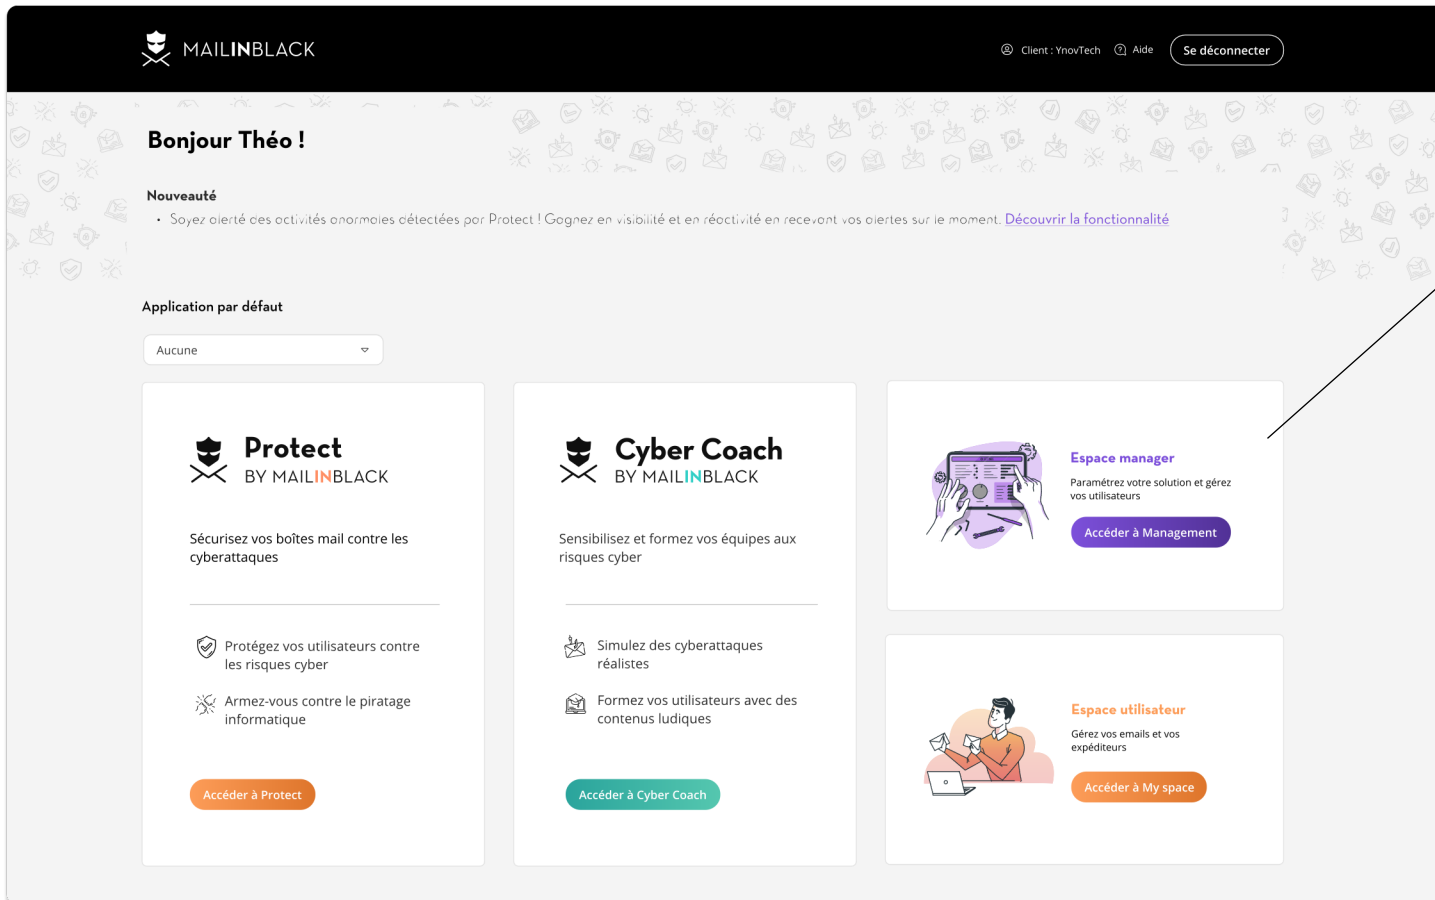 MAILINBLACK
Client : YnovTech
Aide
Se déconnecter
Bonjour Théo !
Nouveauté
• Soyez alerté des activités anormales détectées par Protect ! Gagnez en visibilité et en réactivité en recevant vos alertes sur le moment. Découvrir la fonctionnalité
Application par défaut
Aucune
Protect
BY MAILINBLACK
Sécurisez vos boîtes mail contre les
cyberattaques
Protégez vos utilisateurs contre
les risques cyber
Armez-vous contre le piratage
informatique
Accéder à Protect
Cyber Coach
BY MAILINBLACK
Sensibilisez et formez vos équipes aux
risques cyber
Simulez des cyberattaques
réalistes
Formez vos utilisateurs avec des
contenus ludiques
Accéder à Cyber Coach
Espace manager
Paramétrez votre solution et gérez
vos utilisateurs
Accéder à Management
Espace utilisateur
Gérez vos emails et vos
expéditeurs
Accéder à My space